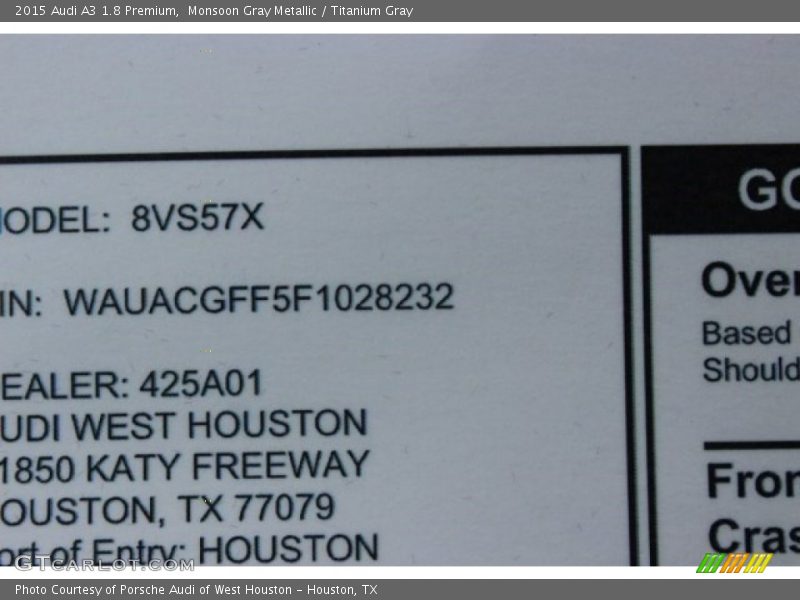 2015 Audi A3 1.8 Premium, Monsoon Gray Metallic / Titanium Gray
MODEL: 8VS57X
IN: WAUACGFF5F1028232
EALER: 425A01
UDI WEST HOUSTON
1850 KATY FREEWAY
OUSTON, TX 77079
ort of Entry: HOUSTON
GO
Over
Based
Should
Fron
Cras
GTcarlot.com
Photo Courtesy of Porsche Audi of West Houston - Houston, TX